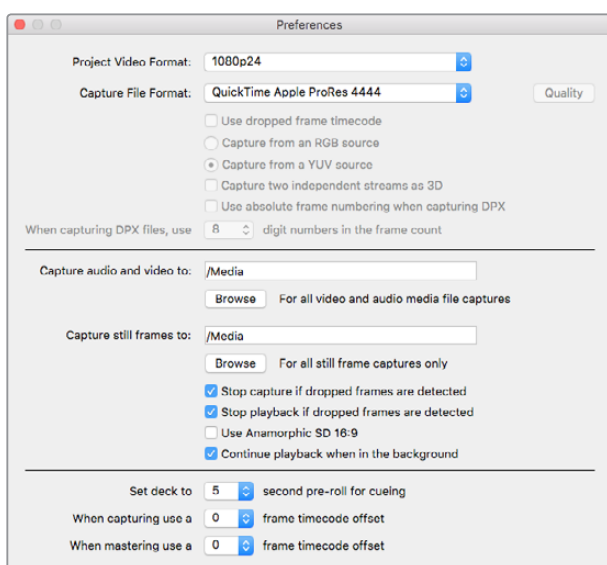 Preferences
Project Video Format: 1080p24
Capture File Format: QuickTime Apple ProRes 4444 Quality
Use dropped frame timecode
Capture from an RGB source
Capture from a YUV source
Capture two independent streams as 3D
Use absolute frame numbering when capturing DPX
When capturing DPX files, use 8 digit numbers in the frame count
Capture audio and video to: /Media
Browse For all video and audio media file captures
Capture still frames to: /Media
Browse For all still frame captures only
Stop capture if dropped frames are detected
Stop playback if dropped frames are detected
Use Anamorphic SD 16:9
Continue playback when in the background
Set deck to 5 second pre-roll for cueing
When capturing use a 0 frame timecode offset
When mastering use a 0 frame timecode offset